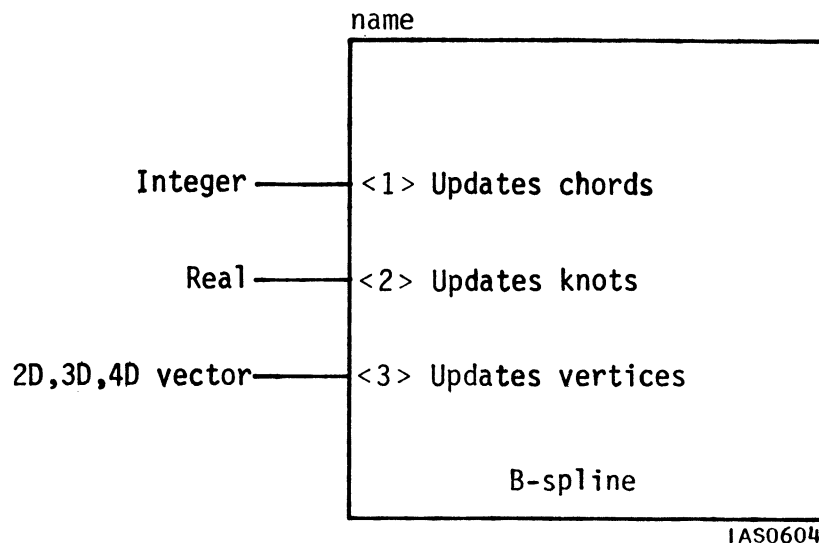 name
Integer <1> Updates chords
Real <2> Updates knots
2D,3D,4D vector <3> Updates vertices
B-spline
IAS0604